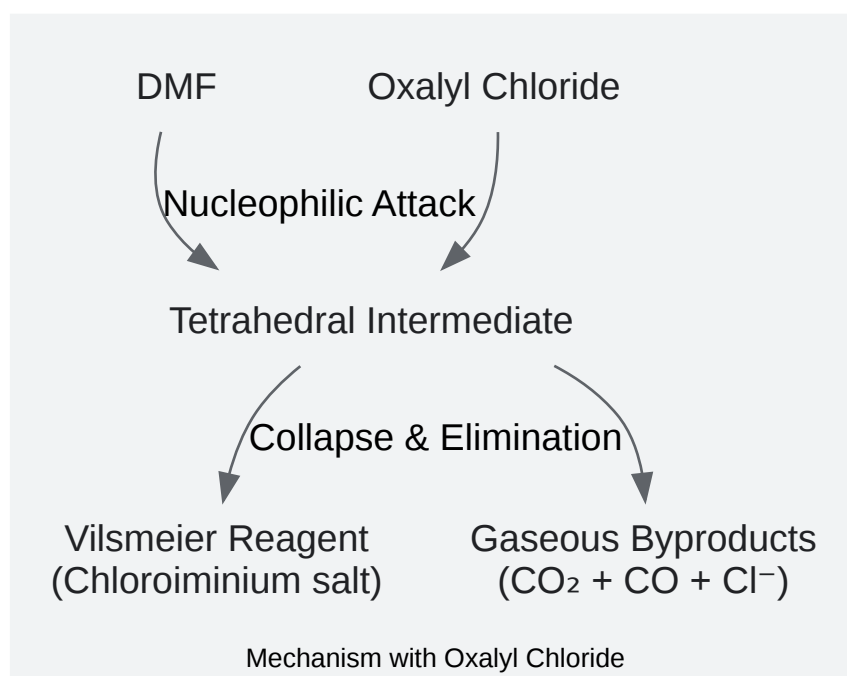 DMF
Oxalyl Chloride
Nucleophilic Attack
Tetrahedral Intermediate
Collapse & Elimination
Vilsmeier Reagent
(Chloroiminium salt)
Gaseous Byproducts
(CO₂ + CO + Cl⁻)
Mechanism with Oxalyl Chloride